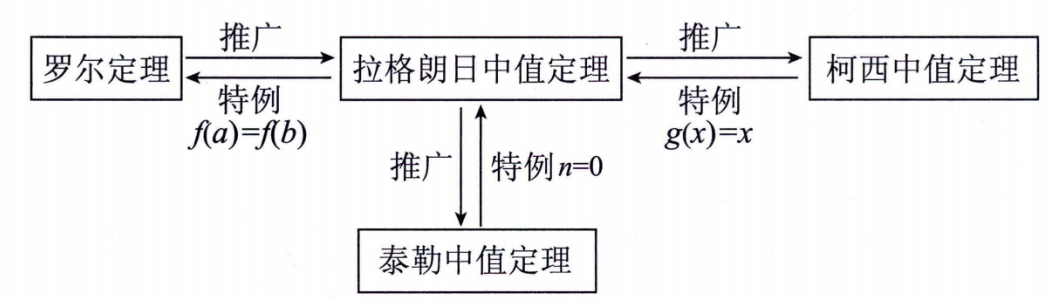 推广
推广
罗尔定理
拉格朗日中值定理
柯西中值定理
特例
f(a)=f(b)
特例
g(x)=x
推广
特例n=0
泰勒中值定理